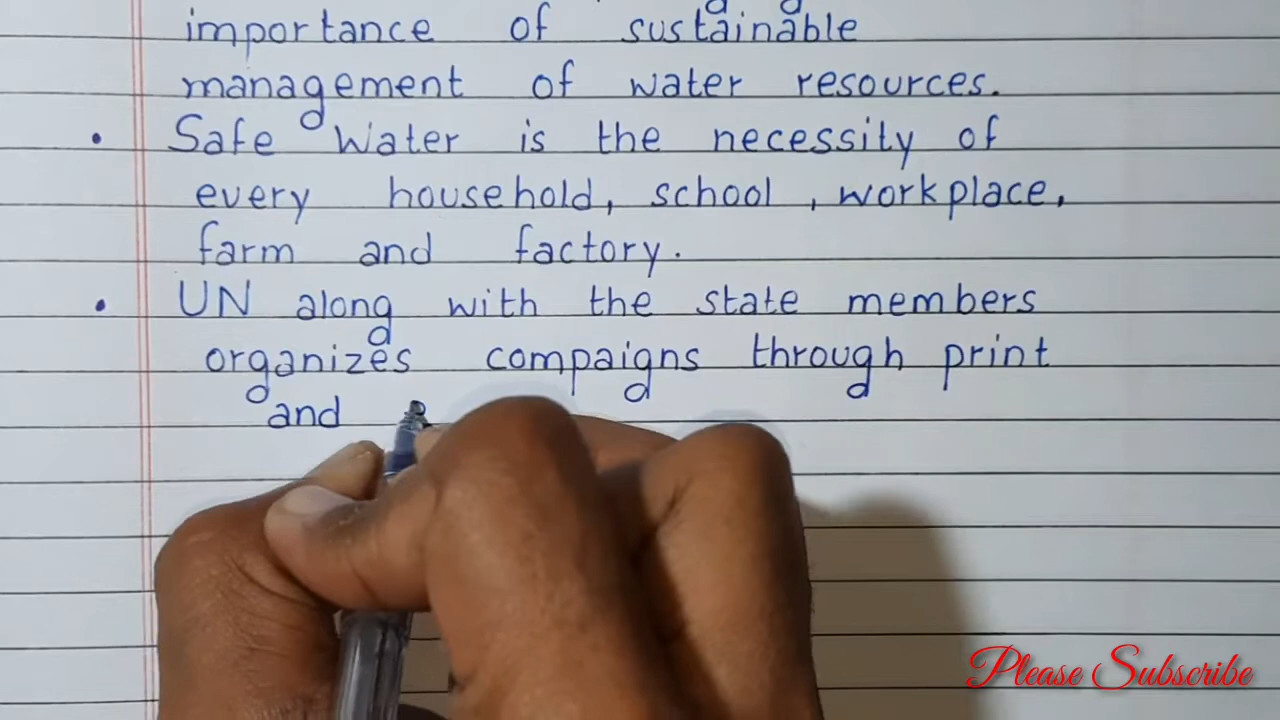 importance of sustainable
management of water resources.
• Safe Water is the necessity of
every household, school, workplace,
farm and factory.
• UN along with the state members
organizes compaigns through print
and
Please Subscribe